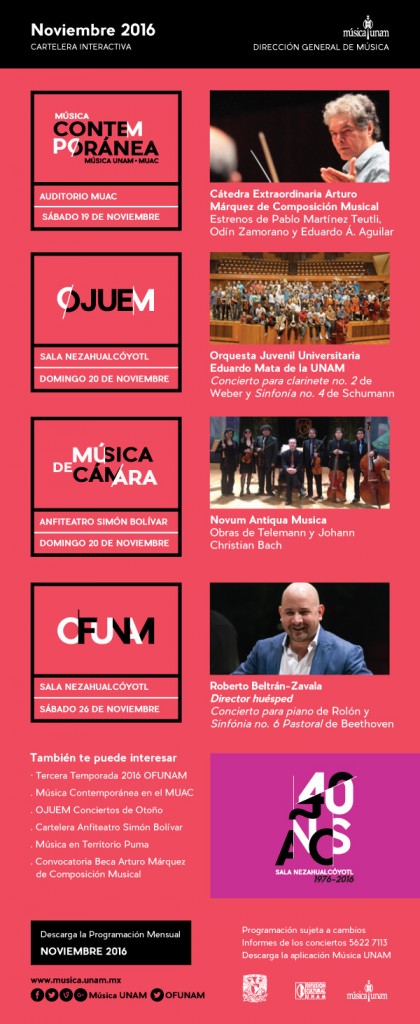 Noviembre 2016
CARTELERA INTERACTIVA
música unam
DIRECCIÓN GENERAL DE MÚSICA
MÚSICA
CONTEM
PORÁNEA
MÚSICA UNAM • MUAC
AUDITORIO MUAC
SÁBADO 19 DE NOVIEMBRE
Cátedra Extraordinaria Arturo
Márquez de Composición Musical
Estrenos de Pablo Martínez Teutli,
Odín Zamorano y Eduardo Á. Aguilar
OJUEM
SALA NEZAHUALCÓYOTL
DOMINGO 20 DE NOVIEMBRE
Orquesta Juvenil Universitaria
Eduardo Mata de la UNAM
Concierto para clarinete no. 2 de
Weber y Sinfonía no. 4 de Schumann
DE MÚSICA
CÁMARA
ANFITEATRO SIMÓN BOLÍVAR
DOMINGO 20 DE NOVIEMBRE
Novum Antiqua Musica
Obras de Telemann y Johann
Christian Bach
OFUNAM
SALA NEZAHUALCÓYOTL
SÁBADO 26 DE NOVIEMBRE
Roberto Beltrán-Zavala
Director huésped
Concierto para piano de Rolón y
Sinfónia no. 6 Pastoral de Beethoven
También te puede interesar
· Tercera Temporada 2016 OFUNAM
. Música Contemporánea en el MUAC
. OJUEM Conciertos de Otoño
. Cartelera Anfiteatro Simón Bolívar
. Música en Territorio Puma
. Convocatoria Beca Arturo Márquez
de Composición Musical
40
AÑOS
SALA NEZAHUALCÓYOTL
1976-2016
Descarga la Programación Mensual
NOVIEMBRE 2016
Programación sujeta a cambios
Informes de los conciertos 5622 7113
Descarga la aplicación Música UNAM
www.musica.unam.mx
Música UNAM
OFUNAM
DIFUSIÓN
CULTURAL
UNAM
música unam